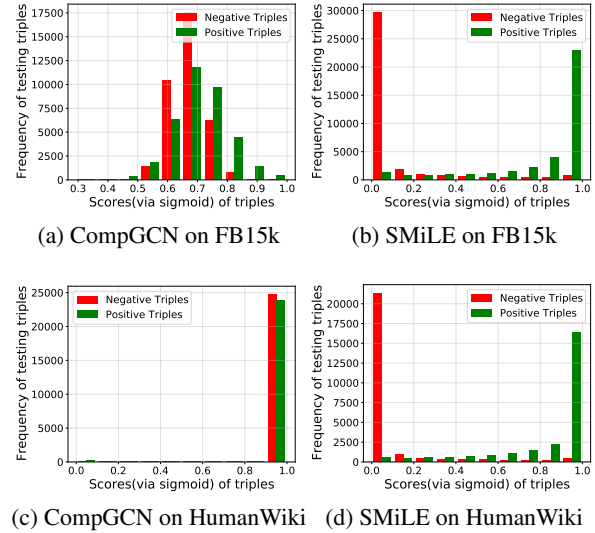 Frequency of testing triples
17500
15000
12500
10000
7500
5000
2500
0
Negative Triples
Positive Triples
0.3 0.4 0.5 0.6 0.7 0.8 0.9 1.0
Scores(via sigmoid) of triples
(a) CompGCN on FB15k
Frequency of testing triples
30000
25000
20000
15000
10000
5000
0
Negative Triples
Positive Triples
0.0 0.2 0.4 0.6 0.8 1.0
Scores(via sigmoid) of triples
(b) SMiLE on FB15k
Frequency of testing triples
25000
20000
15000
10000
5000
0
Negative Triples
Positive Triples
0.0 0.2 0.4 0.6 0.8 1.0
Scores(via sigmoid) of triples
(c) CompGCN on HumanWiki
Frequency of testing triples
20000
17500
15000
12500
10000
7500
5000
2500
0
Negative Triples
Positive Triples
0.0 0.2 0.4 0.6 0.8 1.0
Scores(via sigmoid) of triples
(d) SMiLE on HumanWiki